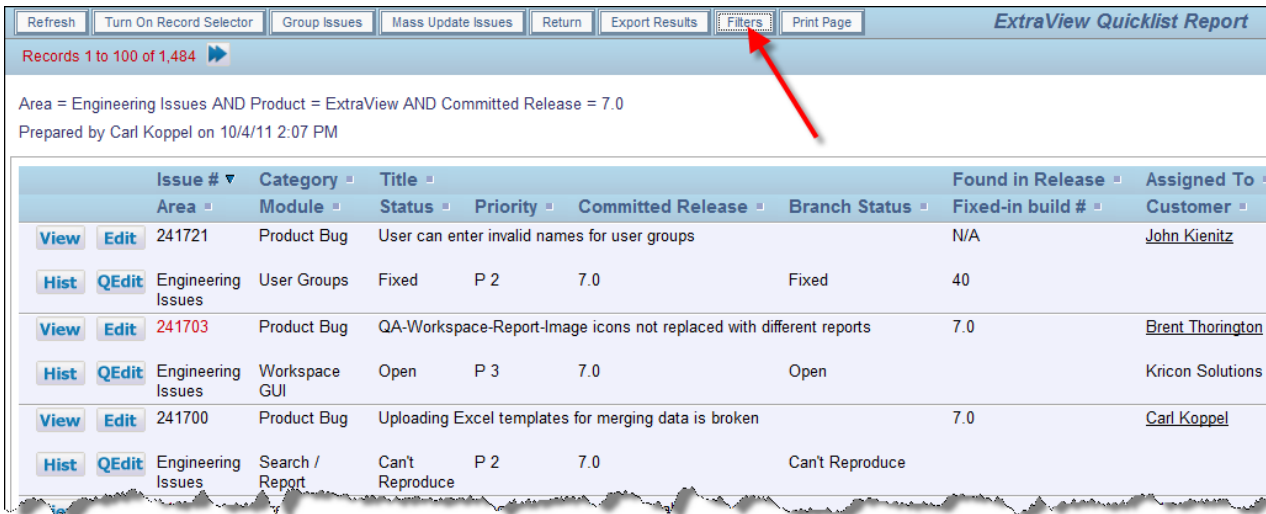 Refresh Turn On Record Selector Group Issues Mass Update Issues Return Export Results Filters Print Page ExtraView Quicklist Report
Records 1 to 100 of 1,484
Area = Engineering Issues AND Product = ExtraView AND Committed Release = 7.0
Prepared by Carl Koppel on 10/4/11 2:07 PM
Issue # Category Title Found in Release Assigned To
Area Module Status Priority Committed Release Branch Status Fixed-in build # Customer
View Edit 241721 Product Bug User can enter invalid names for user groups N/A John Kienitz
Hist QEdit Engineering User Groups Fixed P 2 7.0 Fixed 40
Issues
View Edit 241703 Product Bug QA-Workspace-Report-Image icons not replaced with different reports 7.0 Brent Thorington
Hist QEdit Engineering Workspace Open P 3 7.0 Open Kricon Solutions
Issues GUI
View Edit 241700 Product Bug Uploading Excel templates for merging data is broken 7.0 Carl Koppel
Hist QEdit Engineering Search / Can't P 2 7.0 Can't Reproduce
Issues Report Reproduce